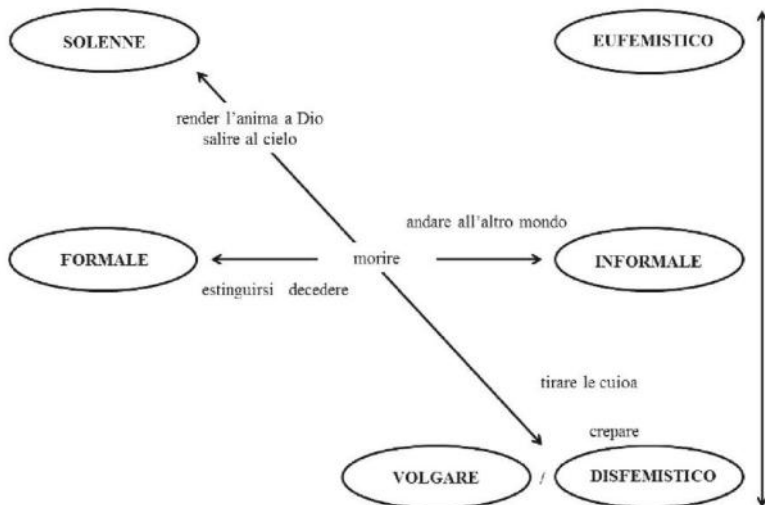 SOLENNE
EUFEMISTICO
render l'anima a Dio
salire al cielo
andare all'altro mondo
FORMALE
morire
INFORMALE
estinguirsi decedere
tirare le cuioa
crepare
VOLGARE / DISFEMISTICO